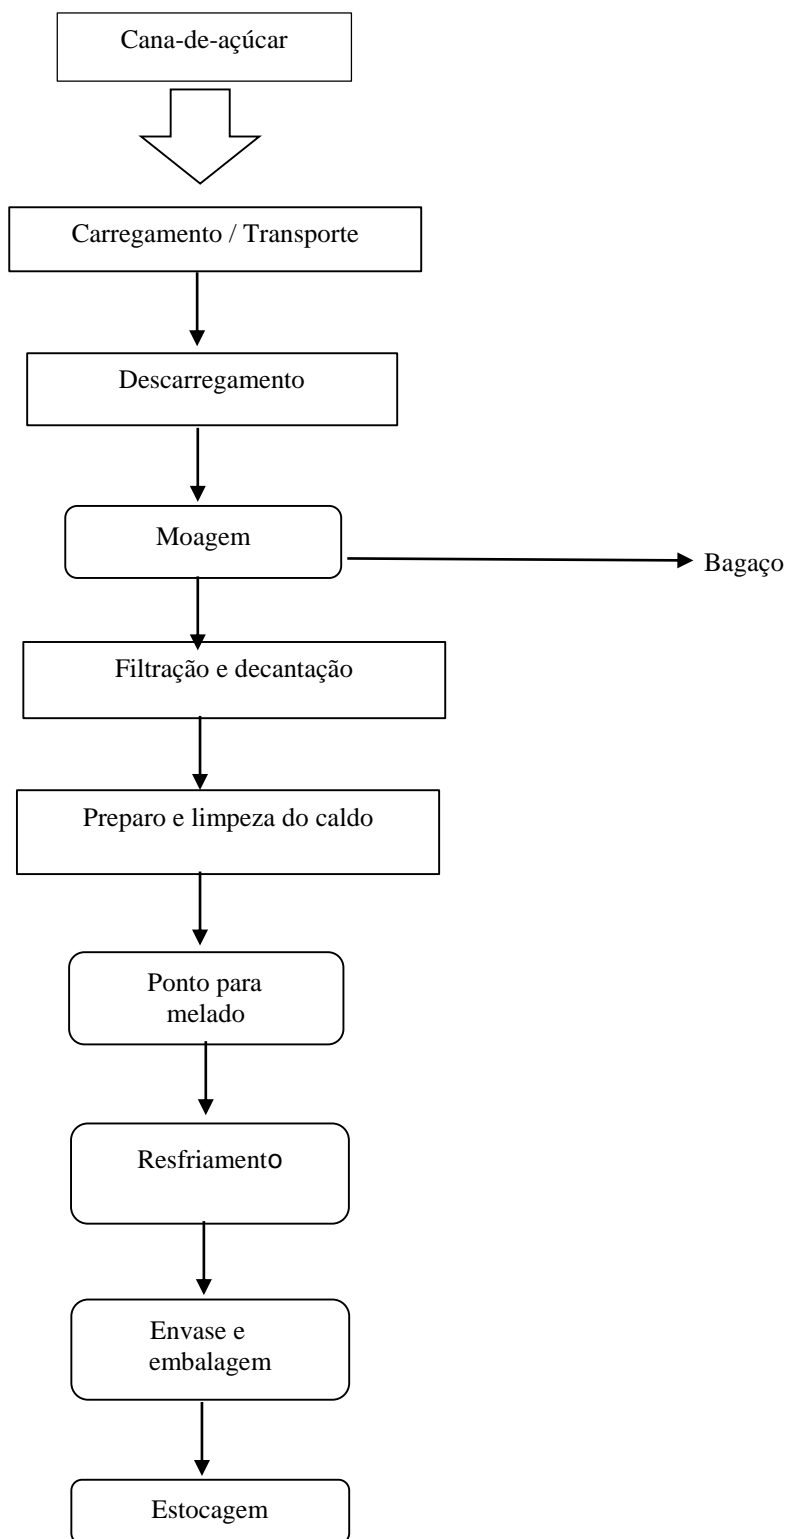 Cana-de-açúcar
Carregamento / Transporte
Descarregamento
Moagem
Bagaço
Filtração e decantação
Preparo e limpeza do caldo
Ponto para
melado
Resfriamento
Envase e
embalagem
Estocagem